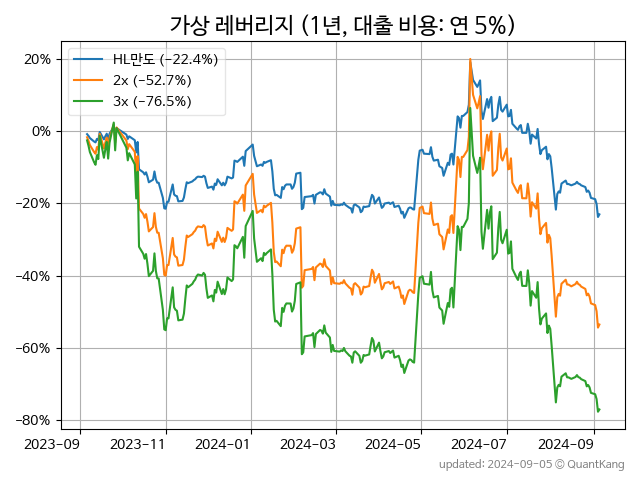 가상 레버리지 (1년, 대출 비용: 연 5%)
HL만도 (−22.4%)
2x (−52.7%)
3x (−76.5%)
20%
0%
−20%
−40%
−60%
−80%
2023−09 2023−11 2024−01 2024−03 2024−05 2024−07 2024−09
updated: 2024-09-05 © QuantKang